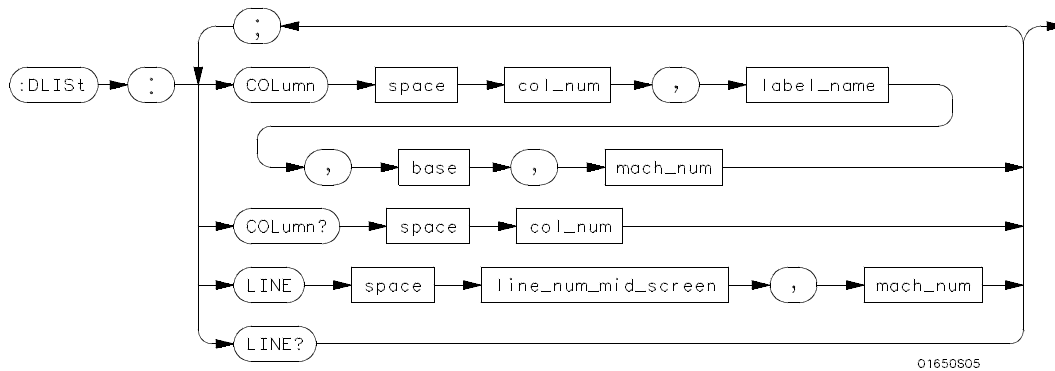 ;
:DLISt : COLumn space col_num , label_name
, base , mach_num
COLumn? space col_num
LINE space line_num_mid_screen , mach_num
LINE?
01650S05